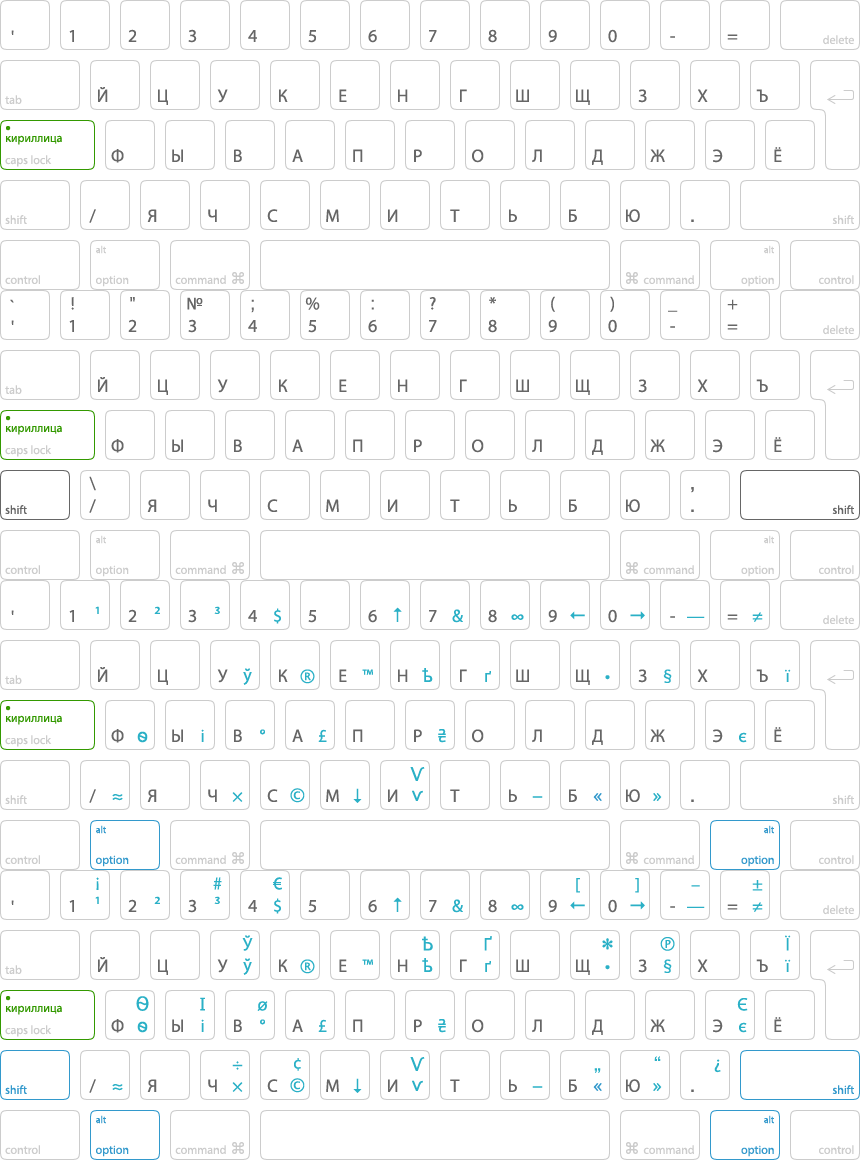 ' 1 2 3 4 5 6 7 8 9 0 - = delete
tab Й Ц У К Е Н Г Ш Щ З Х Ъ
кириллица
caps lock Ф Ы В А П Р О Л Д Ж Э Ё
shift / Я Ч С М И Т Ь Б Ю . shift
alt alt
control option command ⌘ ⌘ command option control
` ! " № ; % : ? * ( ) _ +
' 1 2 3 4 5 6 7 8 9 0 - = delete
tab Й Ц У К Е Н Г Ш Щ З Х Ъ
кириллица
caps lock Ф Ы В А П Р О Л Д Ж Э Ё
\ ,
shift / Я Ч С М И Т Ь Б Ю . shift
alt alt
control option command ⌘ ⌘ command option control
' 1 ¹ 2 ² 3 ³ 4 $ 5 6 ↑ 7 & 8 ∞ 9 ← 0 → - — = ≠ delete
tab Й Ц У ў К ® Е ™ Н ѣ Г ґ Ш Щ • З § Х Ъ ї
кириллица
caps lock Ф ѳ Ы і В ° А £ П Р ₴ О Л Д Ж Э є Ё
Ѵ
shift / ≈ Я Ч × С © М ↓ И ѵ Т Ь – Б « Ю » . shift
alt alt
control option command ⌘ ⌘ command option control
¡ # € [ ] – ±
' 1 ¹ 2 ² 3 ³ 4 $ 5 6 ↑ 7 & 8 ∞ 9 ← 0 → - — = ≠ delete
Ў Ѣ Ґ * ℗ Ї
tab Й Ц У ў К ® Е ™ Н ѣ Г ґ Ш Щ • З § Х Ъ ї
кириллица Ѳ І ø Є
caps lock Ф ѳ Ы і В ° А £ П Р ₴ О Л Д Ж Э є Ё
÷ ¢ Ѵ „ “ ¿
shift / ≈ Я Ч × С © М ↓ И ѵ Т Ь – Б « Ю » . shift
alt alt
control option command ⌘ ⌘ command option control